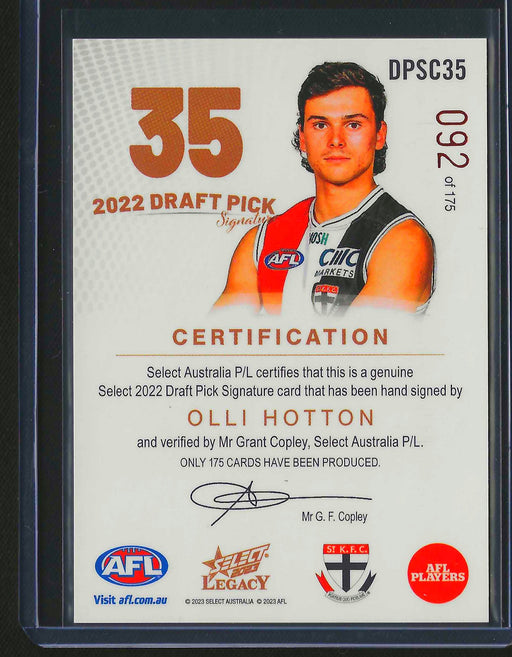 DPSC35
35
092 of 175
2022 DRAFT PICK
Signature
AFL
CMC
MARKETS
CERTIFICATION
Select Australia P/L certifies that this is a genuine
Select 2022 Draft Pick Signature card that has been hand signed by
OLLI HOTTON
and verified by Mr Grant Copley, Select Australia P/L.
ONLY 175 CARDS HAVE BEEN PRODUCED.
Mr G. F. Copley
AFL
Visit afl.com.au
SELECT
LEGACY
© 2023 SELECT AUSTRALIA © 2023 AFL
ST K.F.C.
AFL
PLAYERS